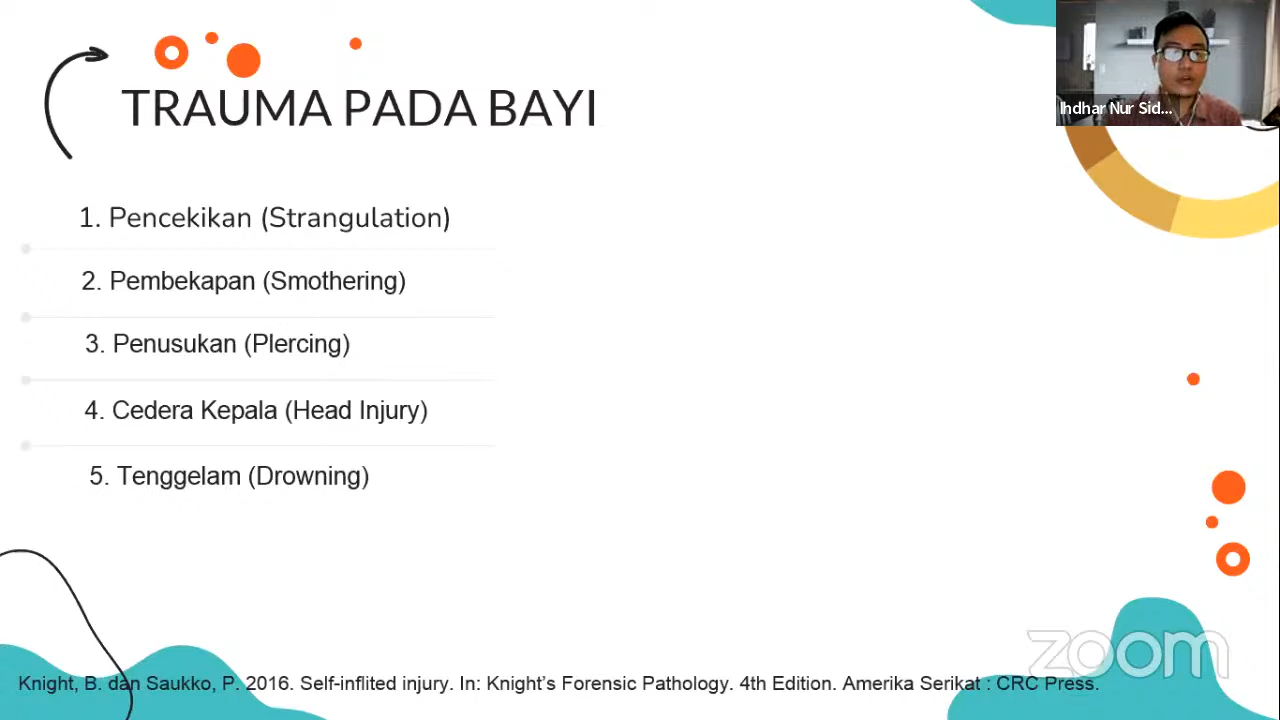 TRAUMA PADA BAYI
Ihdhar Nur Sid...
1. Pencekikan (Strangulation)
2. Pembekapan (Smothering)
3. Penusukan (Plercing)
4. Cedera Kepala (Head Injury)
5. Tenggelam (Drowning)
zoom
Knight, B. dan Saukko, P. 2016. Self-inflited injury. In: Knight’s Forensic Pathology. 4th Edition. Amerika Serikat : CRC Press.